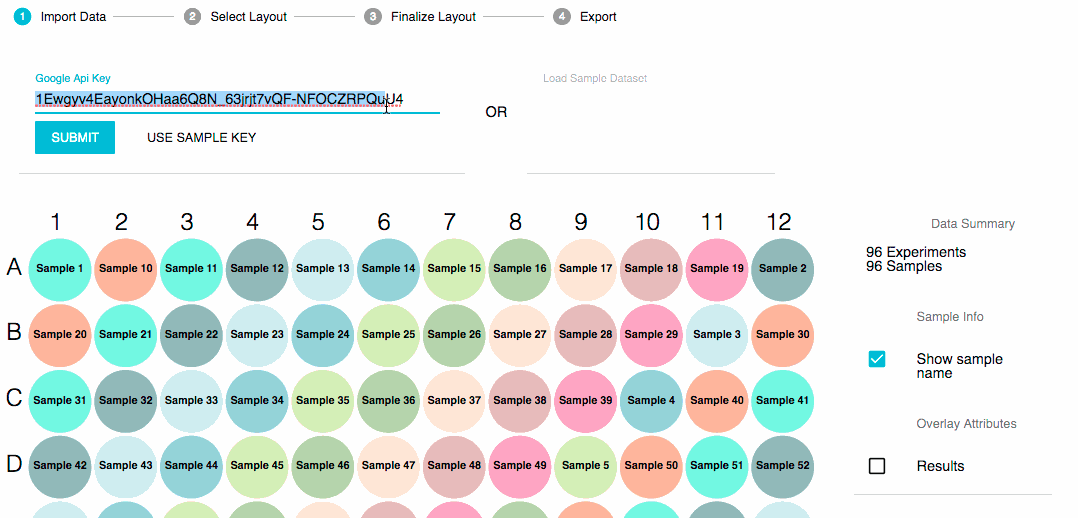 1 Import Data 2 Select Layout 3 Finalize Layout 4 Export
Google Api Key Load Sample Dataset
1Ewgyv4EayonkOHaa6Q8N_63jrjt7vQF-NFOCZRPQuU4
OR
SUBMIT USE SAMPLE KEY
1 2 3 4 5 6 7 8 9 10 11 12
Data Summary
96 Experiments
96 Samples
A Sample 1 Sample 10 Sample 11 Sample 12 Sample 13 Sample 14 Sample 15 Sample 16 Sample 17 Sample 18 Sample 19 Sample 2
Sample Info
B Sample 20 Sample 21 Sample 22 Sample 23 Sample 24 Sample 25 Sample 26 Sample 27 Sample 28 Sample 29 Sample 3 Sample 30
Show sample
name
C Sample 31 Sample 32 Sample 33 Sample 34 Sample 35 Sample 36 Sample 37 Sample 38 Sample 39 Sample 4 Sample 40 Sample 41
Overlay Attributes
D Sample 42 Sample 43 Sample 44 Sample 45 Sample 46 Sample 47 Sample 48 Sample 49 Sample 5 Sample 50 Sample 51 Sample 52
Results